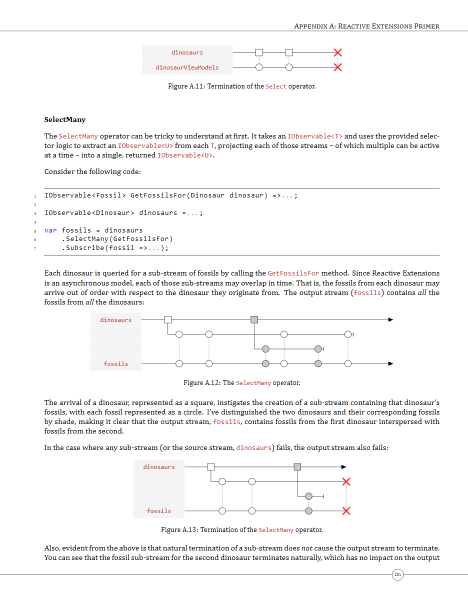 APPENDIX A: REACTIVE EXTENSIONS PRIMER
dinosaurs
dinosaurViewModels
Figure A.11: Termination of the Select operator.
SelectMany
The SelectMany operator can be tricky to understand at first. It takes an IObservable<T> and uses the provided selec-
tor logic to extract an IObservable<U> from each T, projecting each of those streams – of which multiple can be active
at a time – into a single, returned IObservable<U>.
Consider the following code:
1 IObservable<Fossil> GetFossilsFor(Dinosaur dinosaur) =>...;
2
3 IObservable<Dinosaur> dinosaurs =...;
4
5 var fossils = dinosaurs
6 .SelectMany(GetFossilsFor)
7 .Subscribe(fossil =>...);
Each dinosaur is queried for a sub-stream of fossils by calling the GetFossilsFor method. Since Reactive Extensions
is an asynchronous model, each of those sub-streams may overlap in time. That is, the fossils from each dinosaur may
arrive out of order with respect to the dinosaur they originate from. The output stream (fossils) contains all the
fossils from all the dinosaurs:
dinosaurs
fossils
Figure A.12: The SelectMany operator.
The arrival of a dinosaur, represented as a square, instigates the creation of a sub-stream containing that dinosaur's
fossils, with each fossil represented as a circle. I've distinguished the two dinosaurs and their corresponding fossils
by shade, making it clear that the output stream, fossils, contains fossils from the first dinosaur interspersed with
fossils from the second.
In the case where any sub-stream (or the source stream, dinosaurs) fails, the output stream also fails:
dinosaurs
fossils
Figure A.13: Termination of the SelectMany operator.
Also, evident from the above is that natural termination of a sub-stream does not cause the output stream to terminate.
You can see that the fossil sub-stream for the second dinosaur terminates naturally, which has no impact on the output